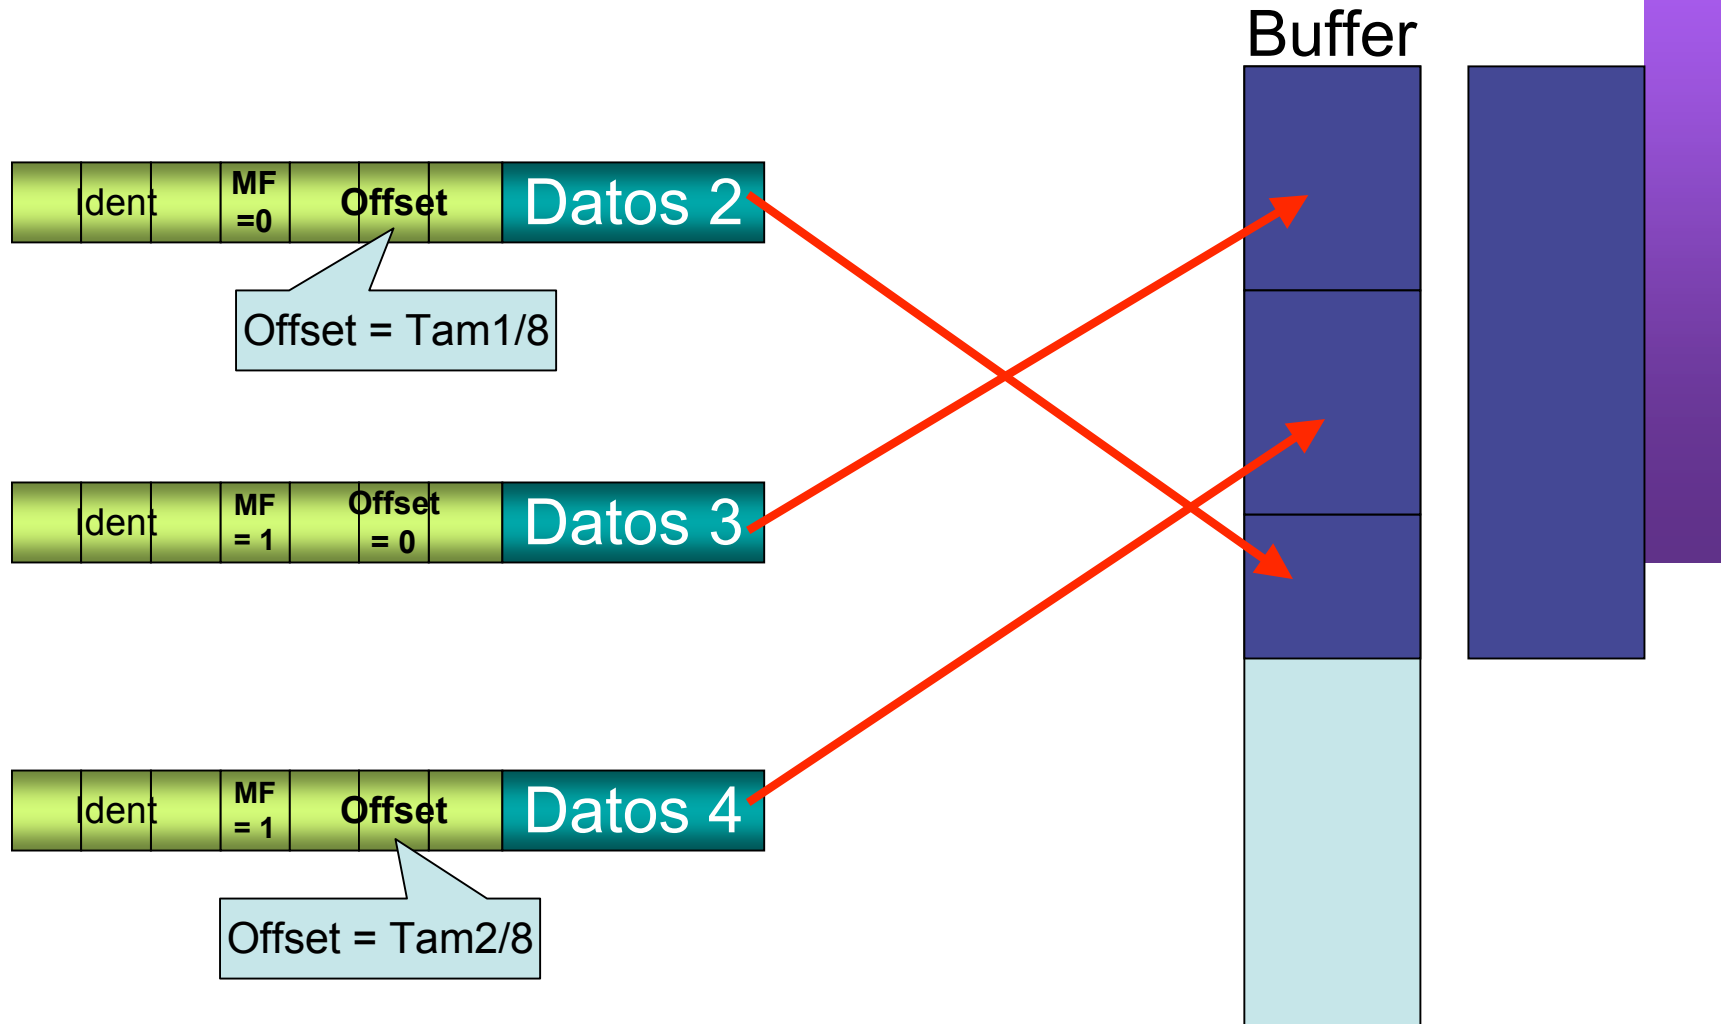 Buffer
Ident
MF
=0
Offset
Datos 2
Offset = Tam1/8
Ident
MF
= 1
Offset
= 0
Datos 3
Ident
MF
= 1
Offset
Datos 4
Offset = Tam2/8